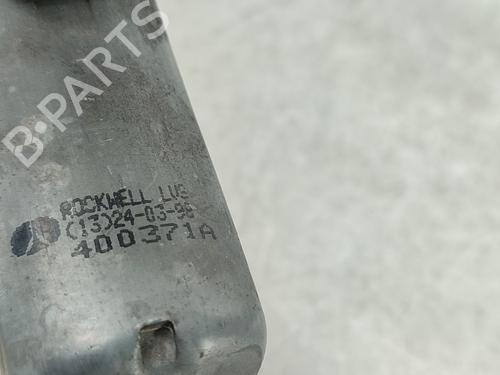 B-PARTS
ROCKWELL LVS
(13)24-03-98
400371A